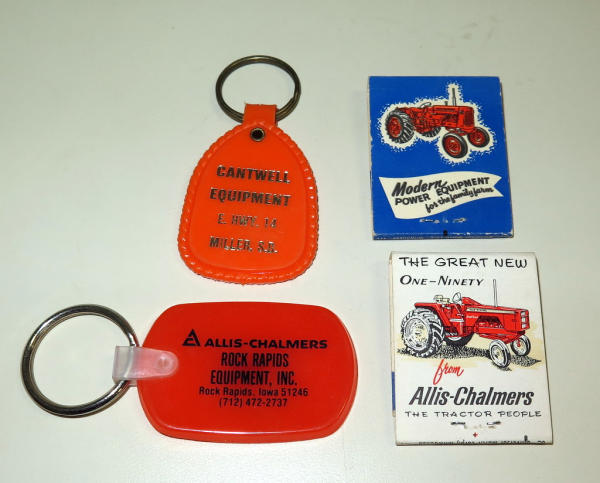 CANTWELL
EQUIPMENT
E. HWY. 14
MILLER, S.D.
Modern
POWER EQUIPMENT
for the family farm
ALLIS-CHALMERS
ROCK RAPIDS
EQUIPMENT, INC.
Rock Rapids, Iowa 51246
(712) 472-2737
THE GREAT NEW
ONE-NINETY
from
Allis-Chalmers
THE TRACTOR PEOPLE